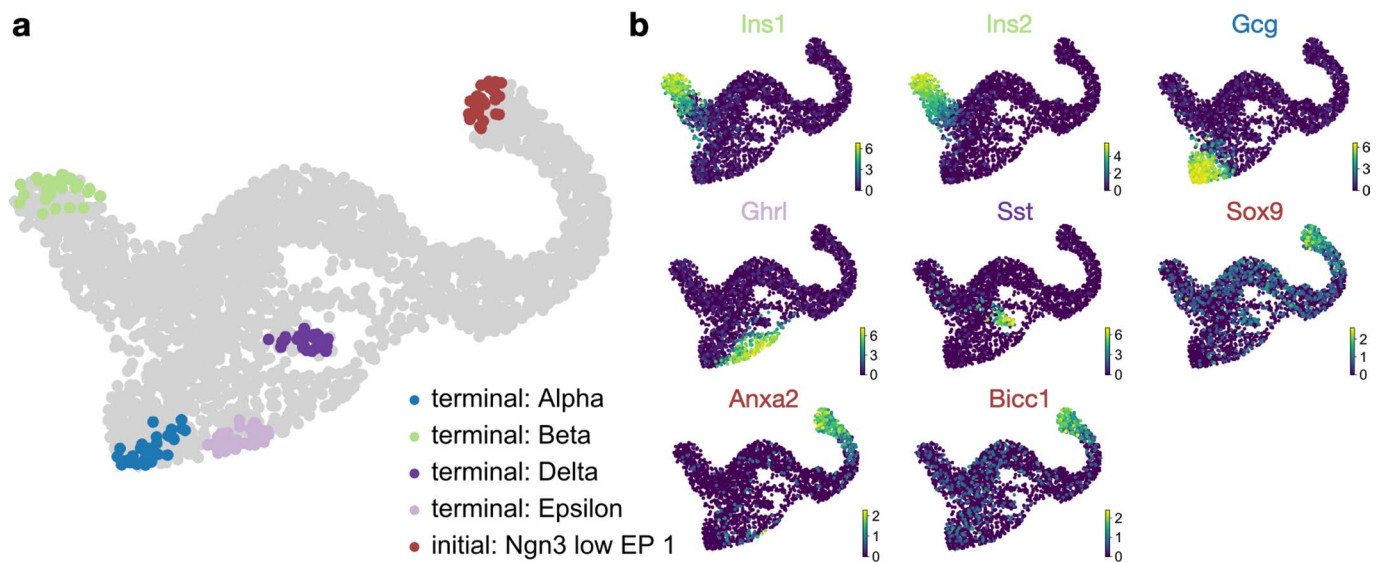 a
terminal: Alpha
terminal: Beta
terminal: Delta
terminal: Epsilon
initial: Ngn3 low EP 1
b
Ins1
6
3
0
Ins2
4
2
0
Gcg
6
3
0
Ghrl
6
3
0
Sst
6
3
0
Sox9
2
1
0
Anxa2
2
1
0
Bicc1
2
1
0